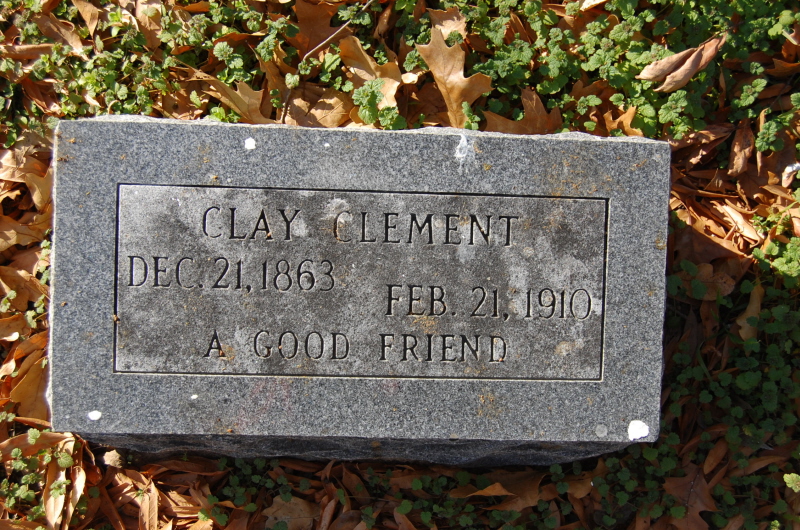 CLAY CLEMENT
DEC. 21, 1863
FEB. 21, 1910
A GOOD FRIEND